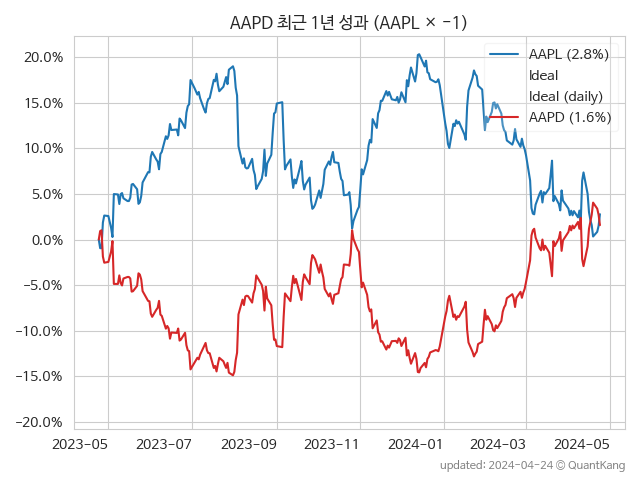 AAPD 최근 1년 성과 (AAPL × −1)
AAPL (2.8%)
Ideal
Ideal (daily)
AAPD (1.6%)
20.0%
15.0%
10.0%
5.0%
0.0%
−5.0%
−10.0%
−15.0%
−20.0%
2023-05 2023-07 2023-09 2023-11 2024-01 2024-03 2024-05
updated: 2024-04-24 @ QuantKang